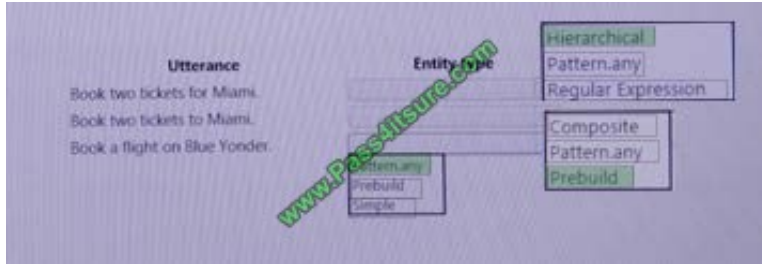 Hierarchical
Utterance
Entity type
Pattern.any
Book two tickets for Miami.
Regular Expression
Book two tickets to Miami.
Composite
Book a flight on Blue Yonder.
Pattern.any
Prebuild
Pattern.any
Prebuild
Simple
www.Pass4itsure.com